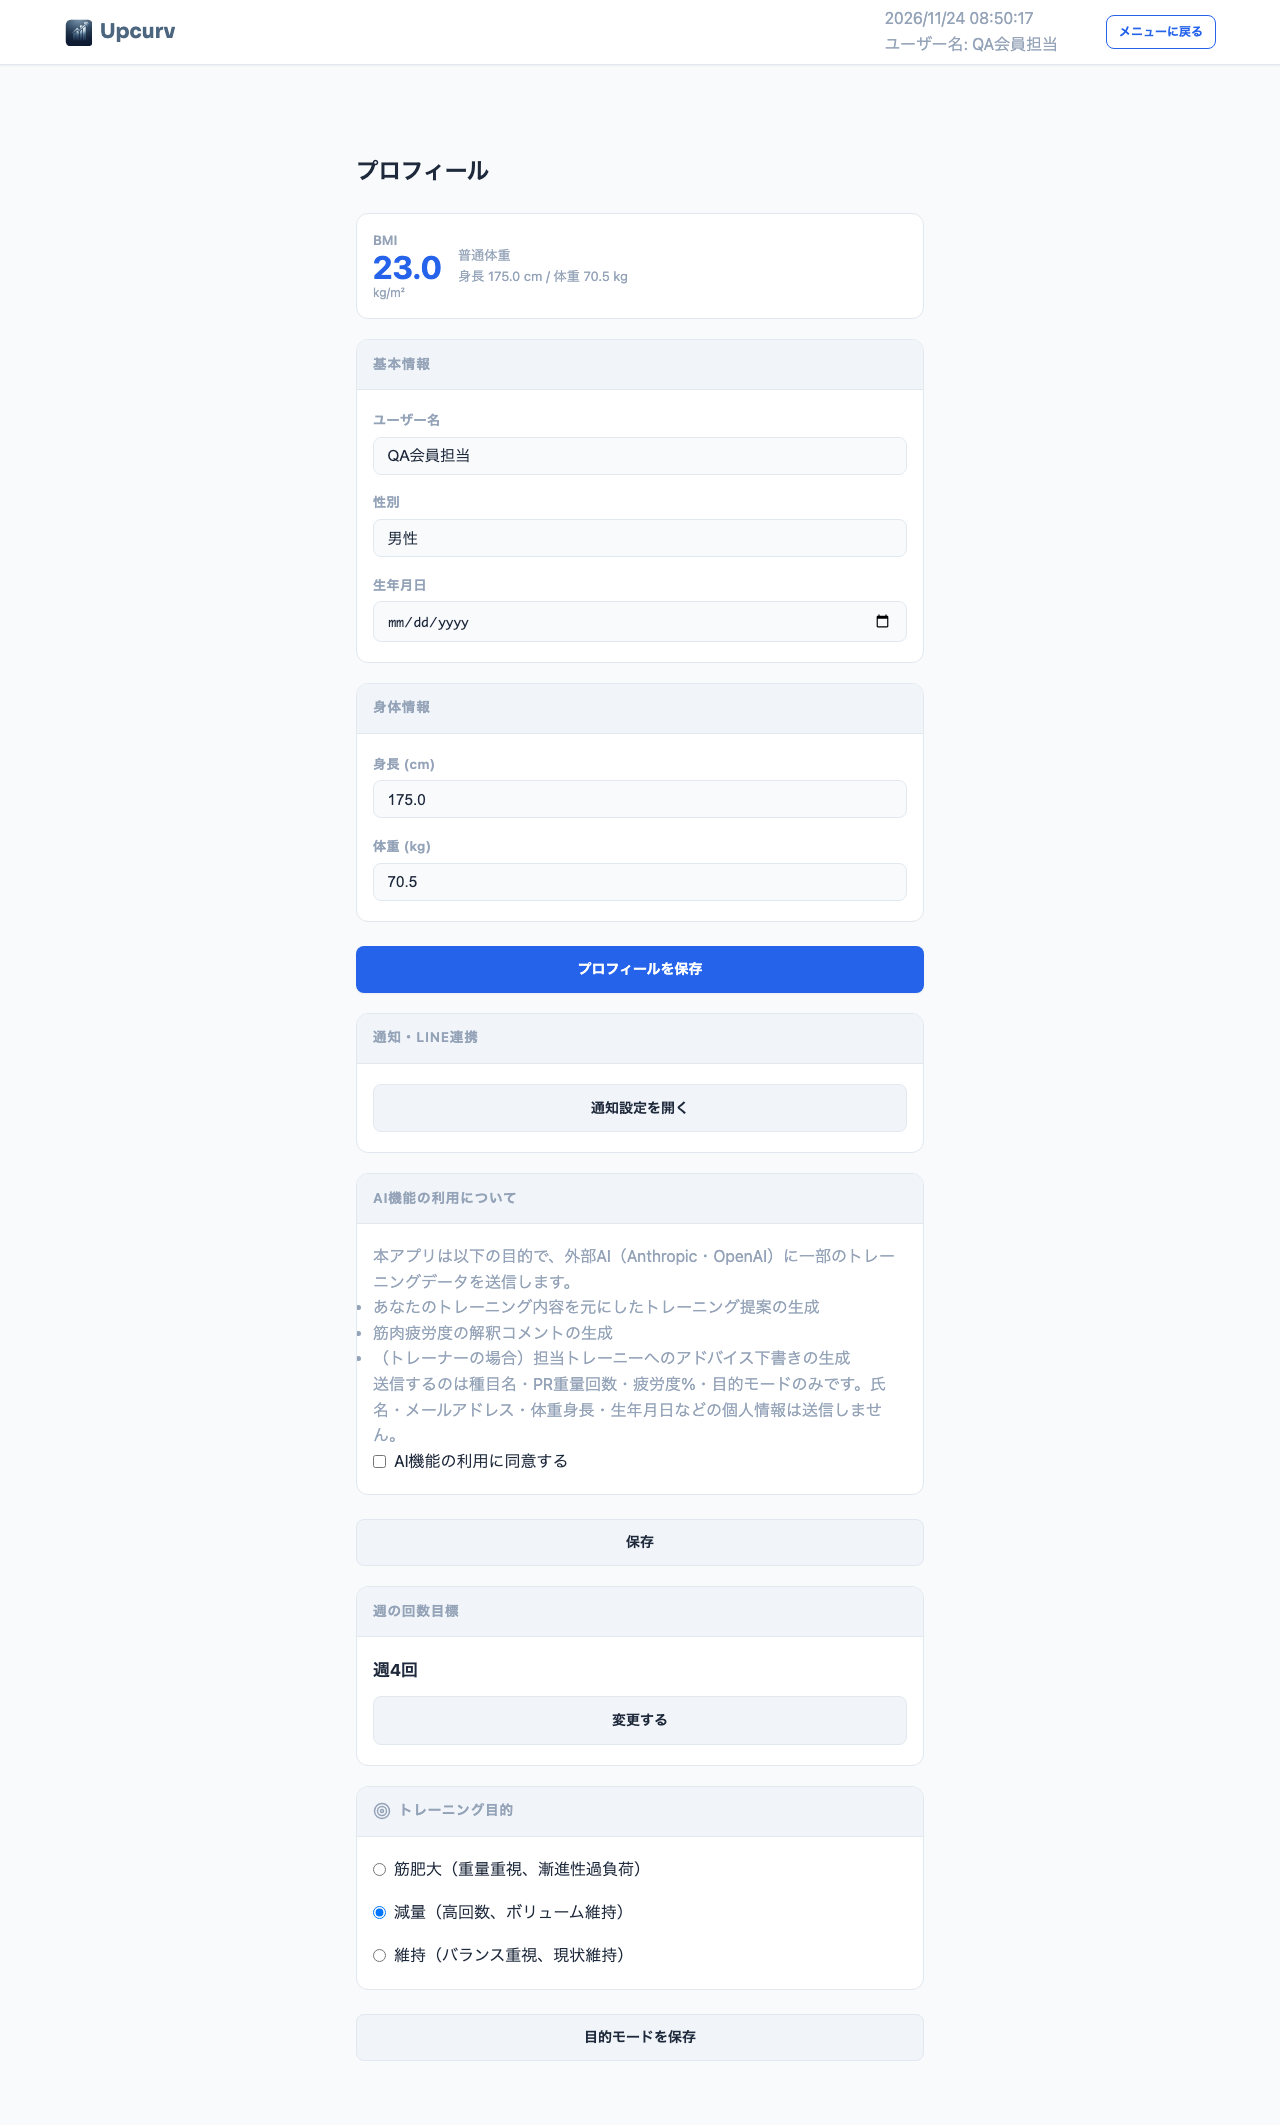 Upcurv
2026/11/24 08:50:17
ユーザー名: QA会員担当
メニューに戻る
プロフィール
BMI
23.0
kg/m²
普通体重
身長 175.0 cm / 体重 70.5 kg
基本情報
ユーザー名
QA会員担当
性別
男性
生年月日
mm/dd/yyyy
身体情報
身長 (cm)
175.0
体重 (kg)
70.5
プロフィールを保存
通知・LINE連携
通知設定を開く
AI機能の利用について
本アプリは以下の目的で、外部AI（Anthropic・OpenAI）に一部のトレー
ニングデータを送信します。
• あなたのトレーニング内容を元にしたトレーニング提案の生成
• 筋肉疲労度の解釈コメントの生成
• （トレーナーの場合）担当トレーニーへのアドバイス下書きの生成
送信するのは種目名・PR重量回数・疲労度%・目的モードのみです。氏
名・メールアドレス・体重身長・生年月日などの個人情報は送信しませ
ん。
AI機能の利用に同意する
保存
週の回数目標
週4回
変更する
トレーニング目的
筋肥大（重量重視、漸進性過負荷）
減量（高回数、ボリューム維持）
維持（バランス重視、現状維持）
目的モードを保存